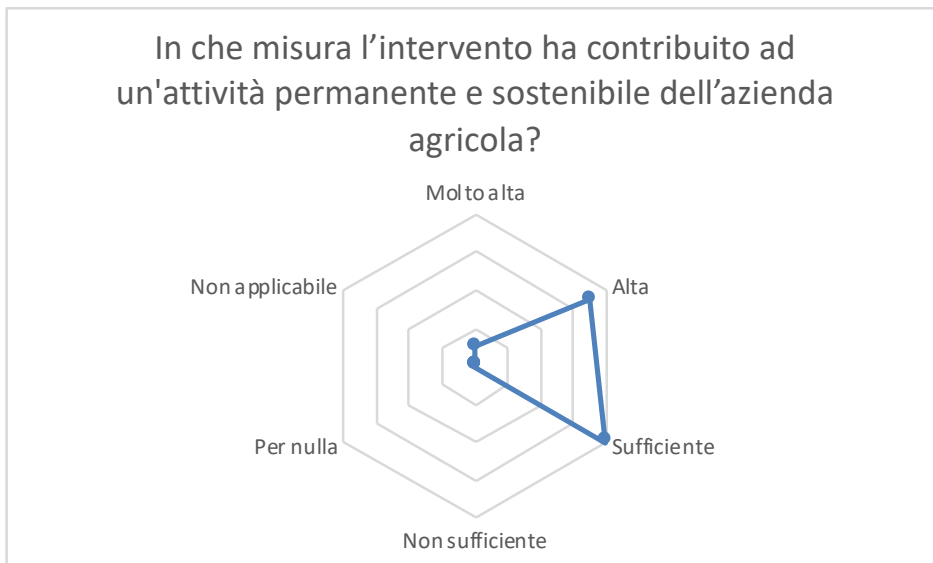 In che misura l’intervento ha contribuito ad
un'attività permanente e sostenibile dell’azienda
agricola?
Molto alta
Non applicabile
Alta
Per nulla
Sufficiente
Non sufficiente